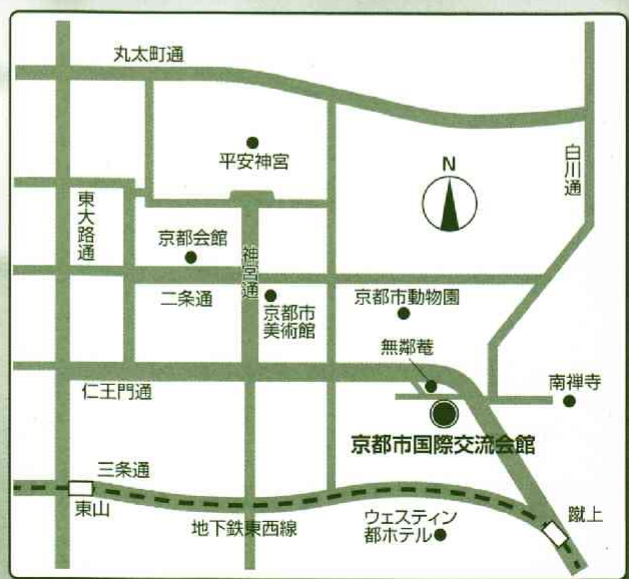 丸太町通
平安神宮
N
白川通
東大路通
京都会館
神宮通
二条通
京都市
美術館
京都市動物園
無鄰菴
仁王門通
南禅寺
京都市国際交流会館
三条通
東山
地下鉄東西線
ウェスティン
都ホテル
蹴上